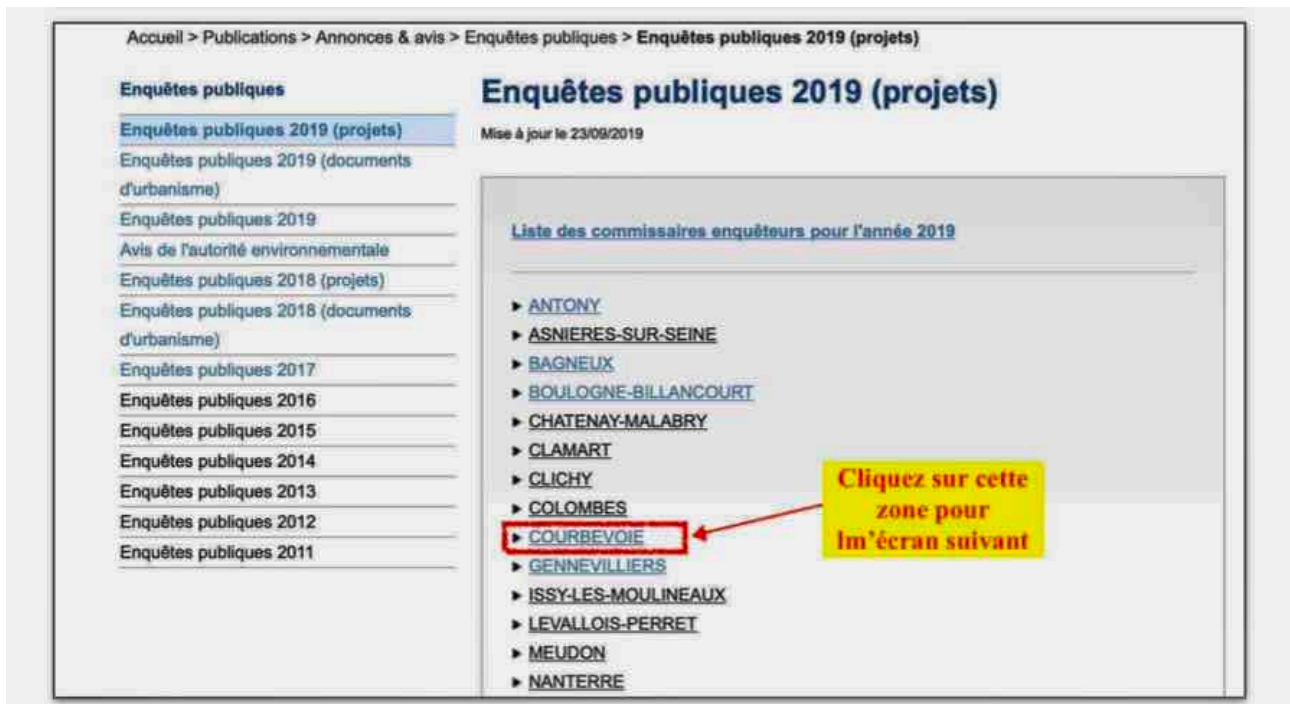 Accueil > Publications > Annonces & avis > Enquêtes publiques > Enquêtes publiques 2019 (projets)
Enquêtes publiques
Enquêtes publiques 2019 (projets)
Enquêtes publiques 2019 (documents
d'urbanisme)
Enquêtes publiques 2019
Avis de l'autorité environnementale
Enquêtes publiques 2018 (projets)
Enquêtes publiques 2018 (documents
d'urbanisme)
Enquêtes publiques 2017
Enquêtes publiques 2016
Enquêtes publiques 2015
Enquêtes publiques 2014
Enquêtes publiques 2013
Enquêtes publiques 2012
Enquêtes publiques 2011
Enquêtes publiques 2019 (projets)
Mise à jour le 23/09/2019
Liste des commissaires enquêteurs pour l'année 2019
► ANTONY
► ASNIERES-SUR-SEINE
► BAGNEUX
► BOULOGNE-BILLANCOURT
► CHATENAY-MALABRY
► CLAMART
► CLICHY
► COLOMBES
► COURBEVOIE
► GENNEVILLIERS
► ISSY-LES-MOULINEAUX
► LEVALLOIS-PERRET
► MEUDON
► NANTERRE
Cliquez sur cette
zone pour
lm’écran suivant